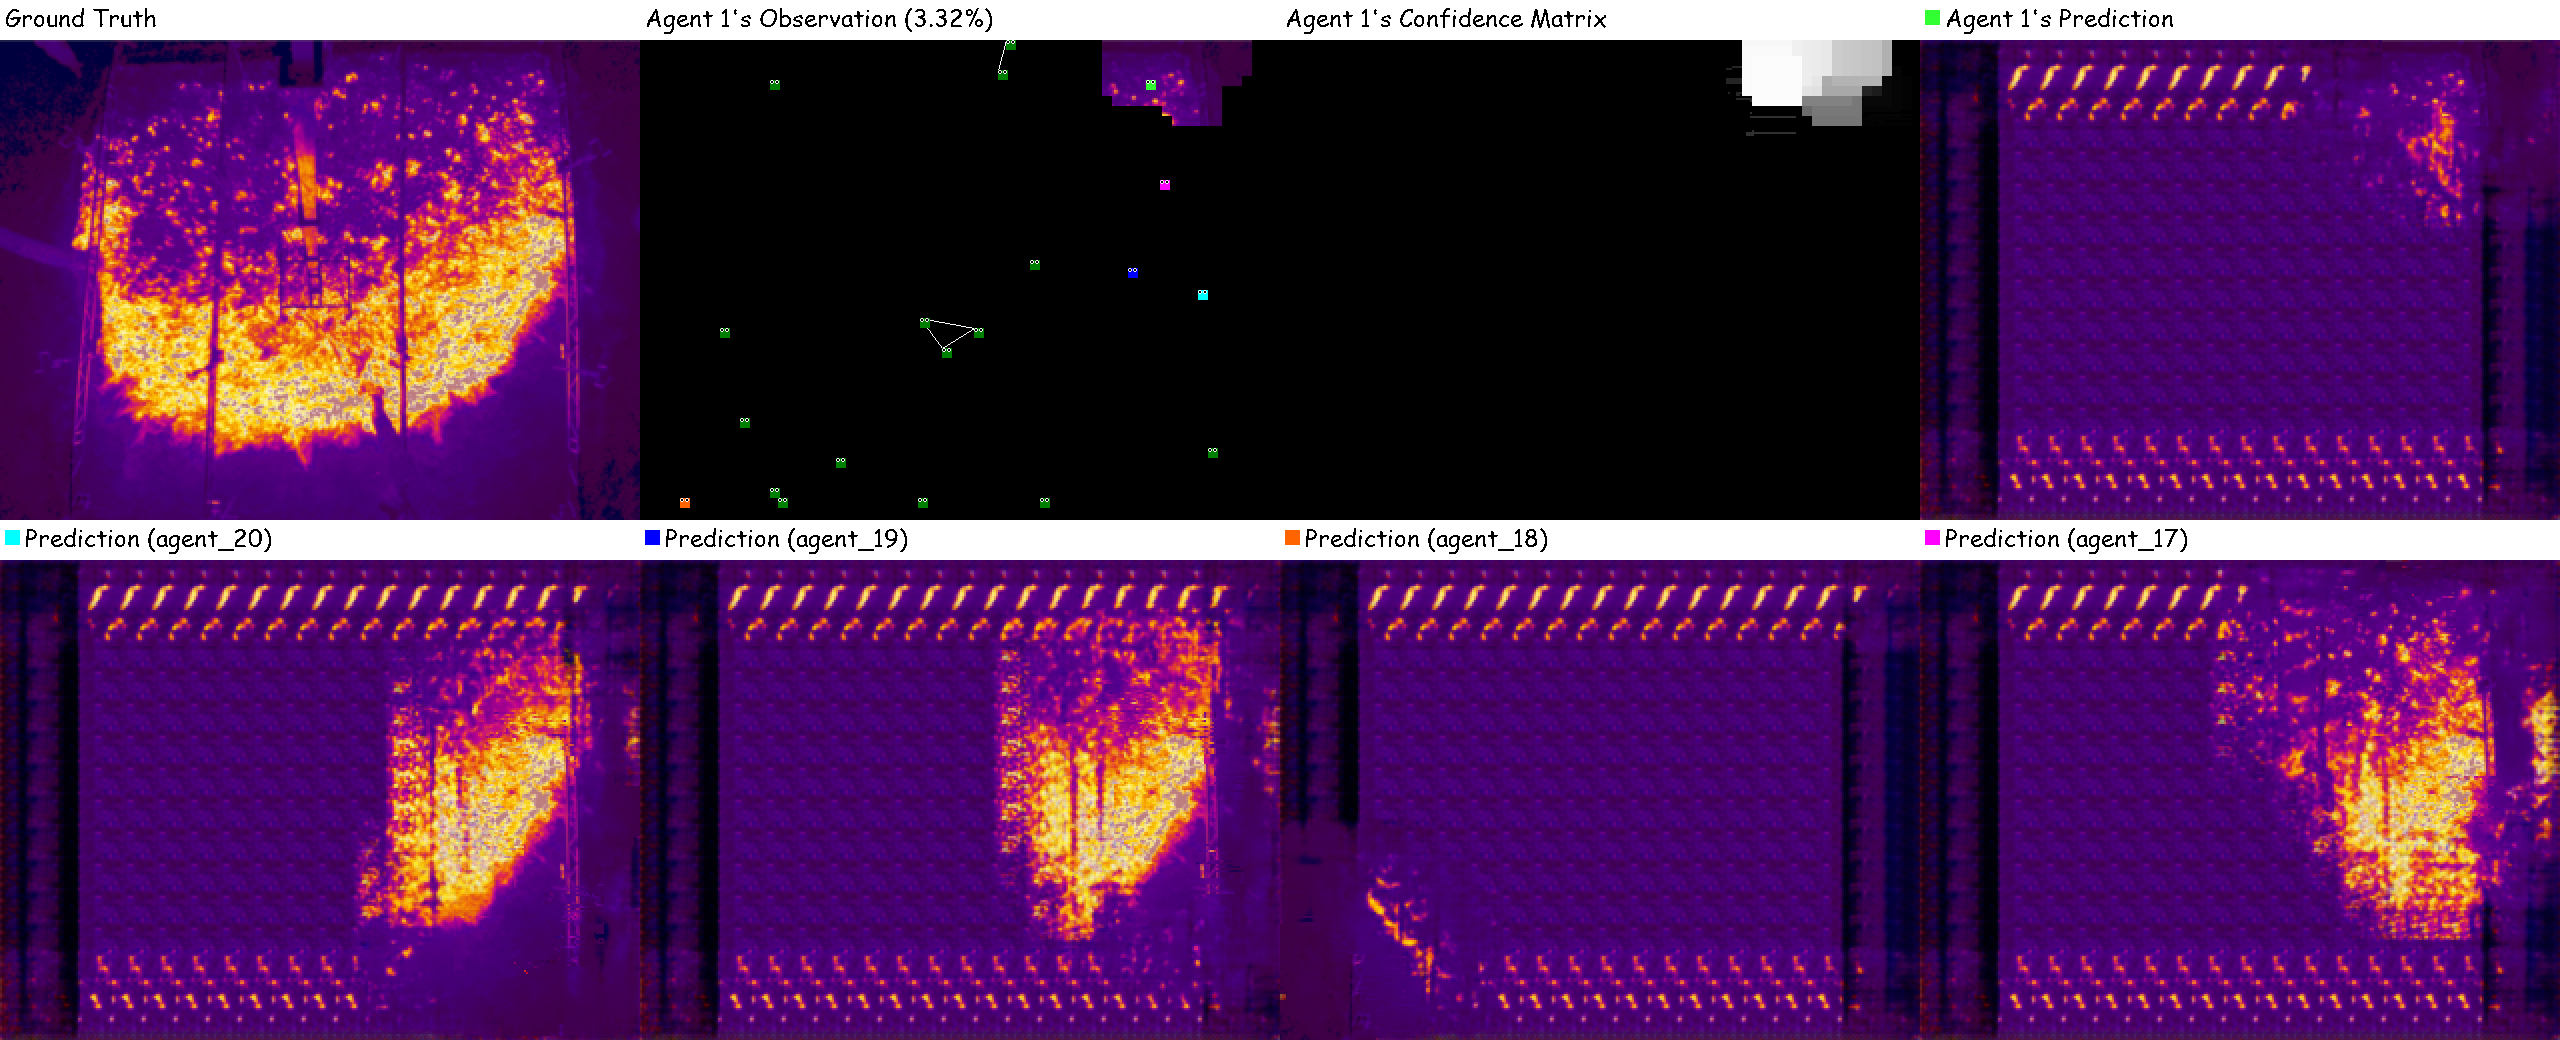 Ground Truth
Agent 1's Observation (3.32%)
Agent 1's Confidence Matrix
Agent 1's Prediction
Prediction (agent_20)
Prediction (agent_19)
Prediction (agent_18)
Prediction (agent_17)